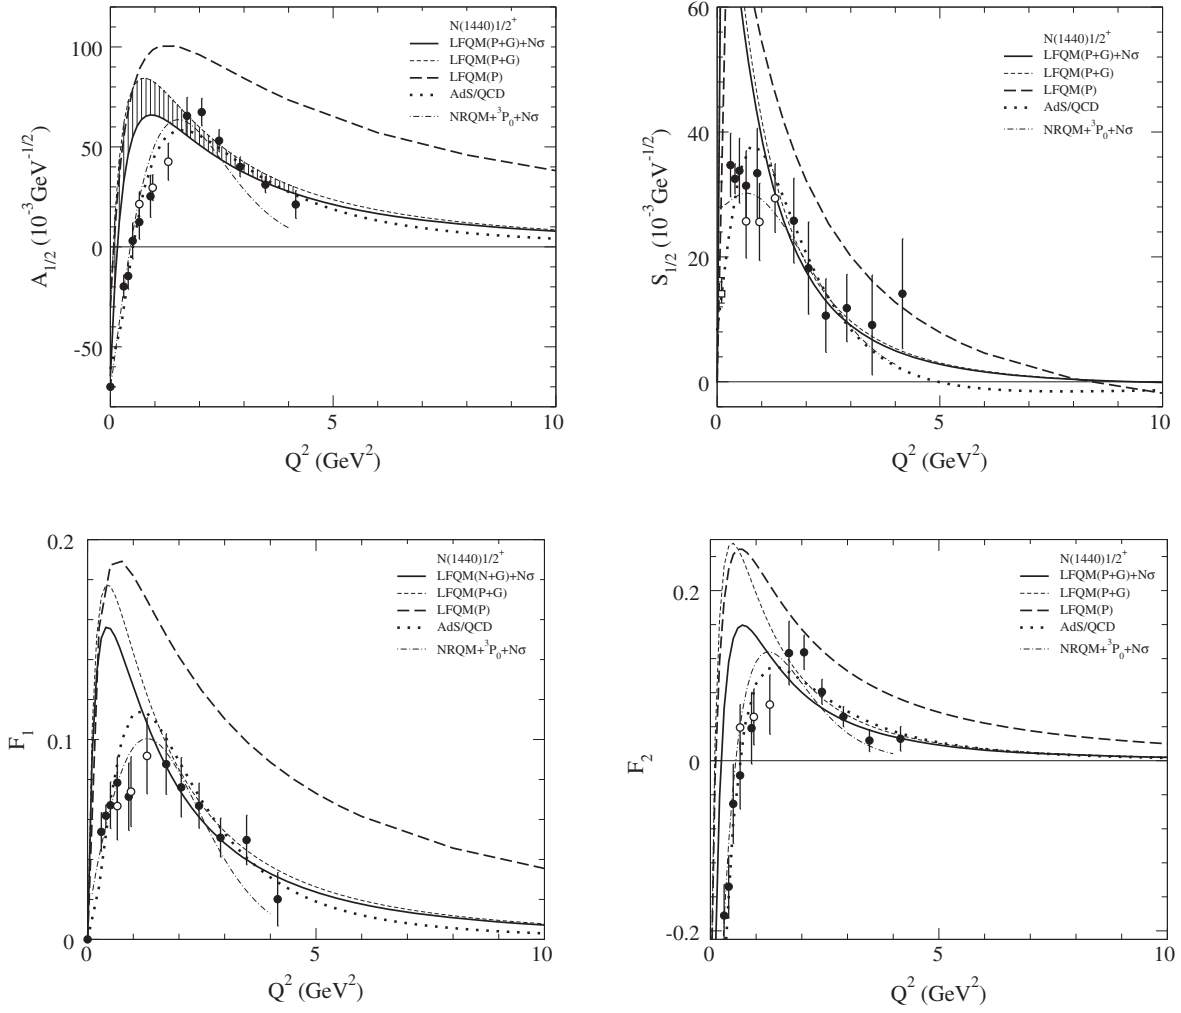 N(1440)1/2⁺
LFQM(P+G)+Nσ
LFQM(P+G)
LFQM(P)
AdS/QCD
NRQM+³P₀+Nσ
100
50
0
-50
A₁/₂ (10⁻³GeV⁻¹/²)
0 5 10
Q² (GeV²)
N(1440)1/2⁺
LFQM(P+G)+Nσ
LFQM(P+G)
LFQM(P)
AdS/QCD
NRQM+³P₀+Nσ
60
40
20
0
S₁/₂ (10⁻³GeV⁻¹/²)
0 5 10
Q² (GeV²)
N(1440)1/2⁺
LFQM(N+G)+Nσ
LFQM(P+G)
LFQM(P)
AdS/QCD
NRQM+³P₀+Nσ
0.2
0.1
0
F₁
0 5 10
Q² (GeV²)
N(1440)1/2⁺
LFQM(P+G)+Nσ
LFQM(P+G)
LFQM(P)
AdS/QCD
NRQM+³P₀+Nσ
0.2
0
-0.2
F₂
0 5 10
Q² (GeV²)